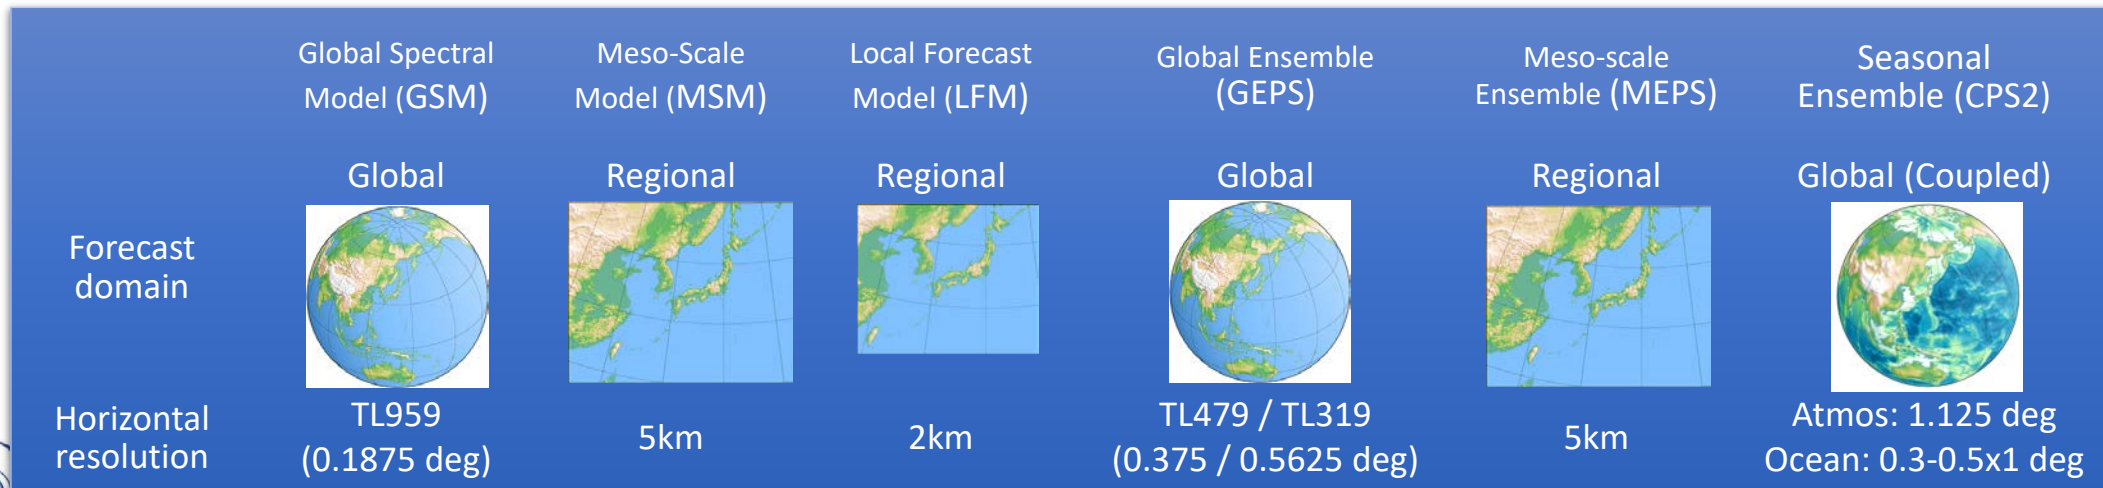 Global Spectral
Model (GSM)
Meso-Scale
Model (MSM)
Local Forecast
Model (LFM)
Global Ensemble
(GEPS)
Meso-scale
Ensemble (MEPS)
Seasonal
Ensemble (CPS2)
Forecast
domain
Global
Regional
Regional
Global
Regional
Global (Coupled)
Horizontal
resolution
TL959
(0.1875 deg)
5km
2km
TL479 / TL319
(0.375 / 0.5625 deg)
5km
Atmos: 1.125 deg
Ocean: 0.3-0.5x1 deg